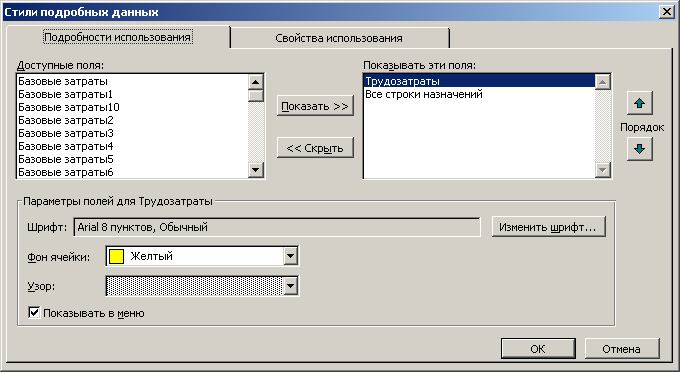 Стили подробных данных
Подробности использования
Свойства использования
Доступные поля:
Базовые затраты
Базовые затраты1
Базовые затраты10
Базовые затраты2
Базовые затраты3
Базовые затраты4
Базовые затраты5
Базовые затраты6
Показать >>
<< Скрыть
Показывать эти поля:
Трудозатраты
Все строки назначений
Порядок
Параметры полей для Трудозатраты
Шрифт: Arial 8 пунктов, Обычный
Изменить шрифт...
Фон ячейки: Желтый
Узор:
Показывать в меню
ОК
Отмена